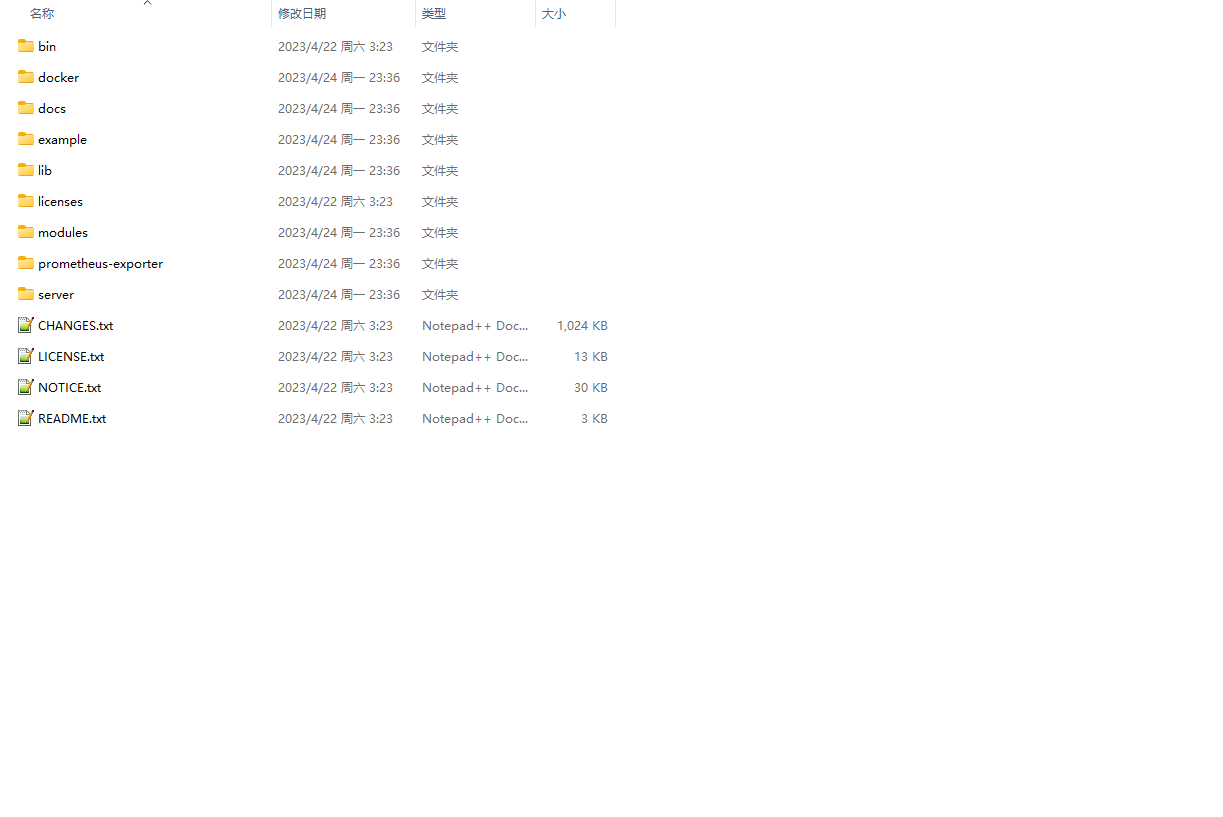 名称 修改日期 类型 大小
bin 2023/4/22 周六 3:23 文件夹
docker 2023/4/24 周一 23:36 文件夹
docs 2023/4/24 周一 23:36 文件夹
example 2023/4/24 周一 23:36 文件夹
lib 2023/4/24 周一 23:36 文件夹
licenses 2023/4/22 周六 3:23 文件夹
modules 2023/4/24 周一 23:36 文件夹
prometheus-exporter 2023/4/24 周一 23:36 文件夹
server 2023/4/24 周一 23:36 文件夹
CHANGES.txt 2023/4/22 周六 3:23 Notepad++ Doc... 1,024 KB
LICENSE.txt 2023/4/22 周六 3:23 Notepad++ Doc... 13 KB
NOTICE.txt 2023/4/22 周六 3:23 Notepad++ Doc... 30 KB
README.txt 2023/4/22 周六 3:23 Notepad++ Doc... 3 KB